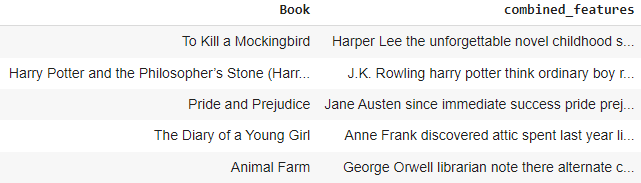 Book combined_features
To Kill a Mockingbird Harper Lee the unforgettable novel childhood s...
Harry Potter and the Philosopher’s Stone (Harr... J.K. Rowling harry potter think ordinary boy r...
Pride and Prejudice Jane Austen since immediate success pride prej...
The Diary of a Young Girl Anne Frank discovered attic spent last year li...
Animal Farm George Orwell librarian note there alternate c...